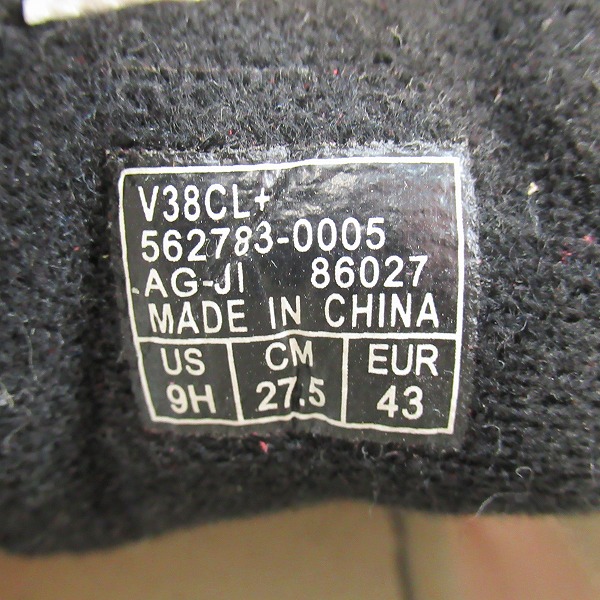 V38CL+
562783-0005
AG-JI 86027
MADE IN CHINA
US CM EUR
9H 27.5 43